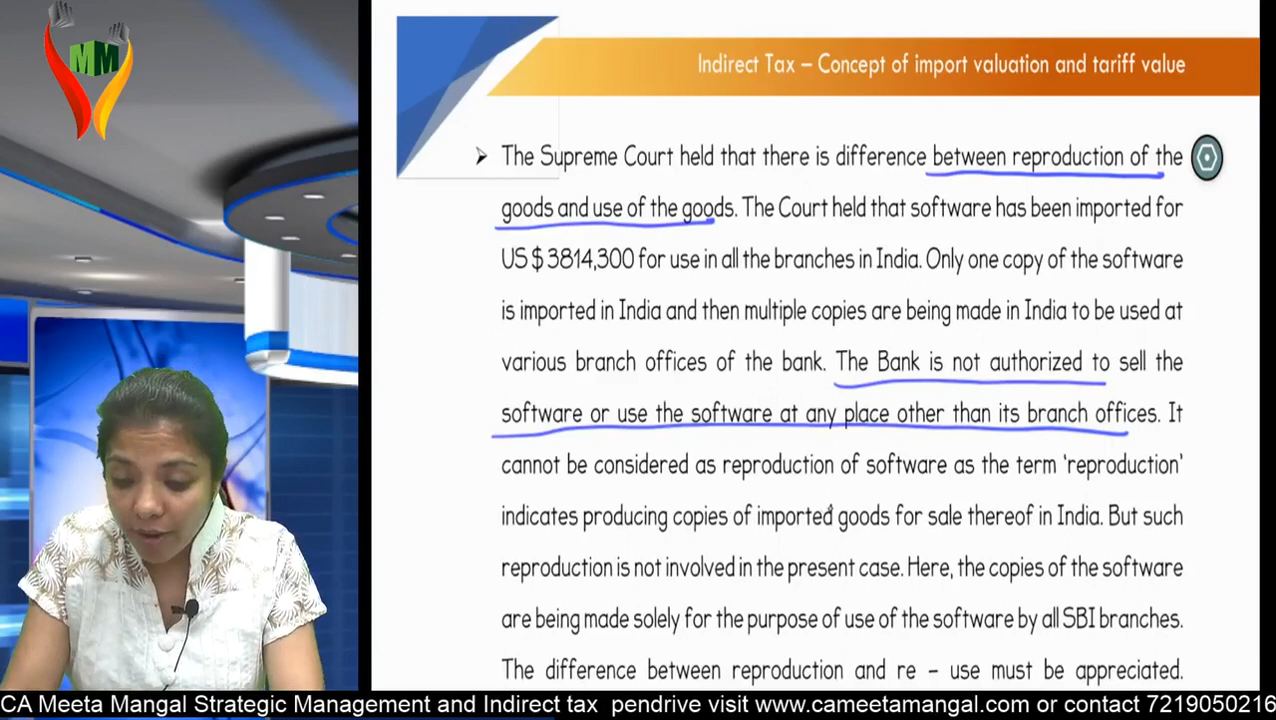 MM
Indirect Tax – Concept of import valuation and tariff value
➤ The Supreme Court held that there is difference between reproduction of the
goods and use of the goods. The Court held that software has been imported for
US $ 3814,300 for use in all the branches in India. Only one copy of the software
is imported in India and then multiple copies are being made in India to be used at
various branch offices of the bank. The Bank is not authorized to sell the
software or use the software at any place other than its branch offices. It
cannot be considered as reproduction of software as the term ‘reproduction’
indicates producing copies of imported goods for sale thereof in India. But such
reproduction is not involved in the present case. Here, the copies of the software
are being made solely for the purpose of use of the software by all SBI branches.
The difference between reproduction and re – use must be appreciated.
CA Meeta Mangal Strategic Management and Indirect tax pendrive visit www.cameetamangal.com or contact 7219050216